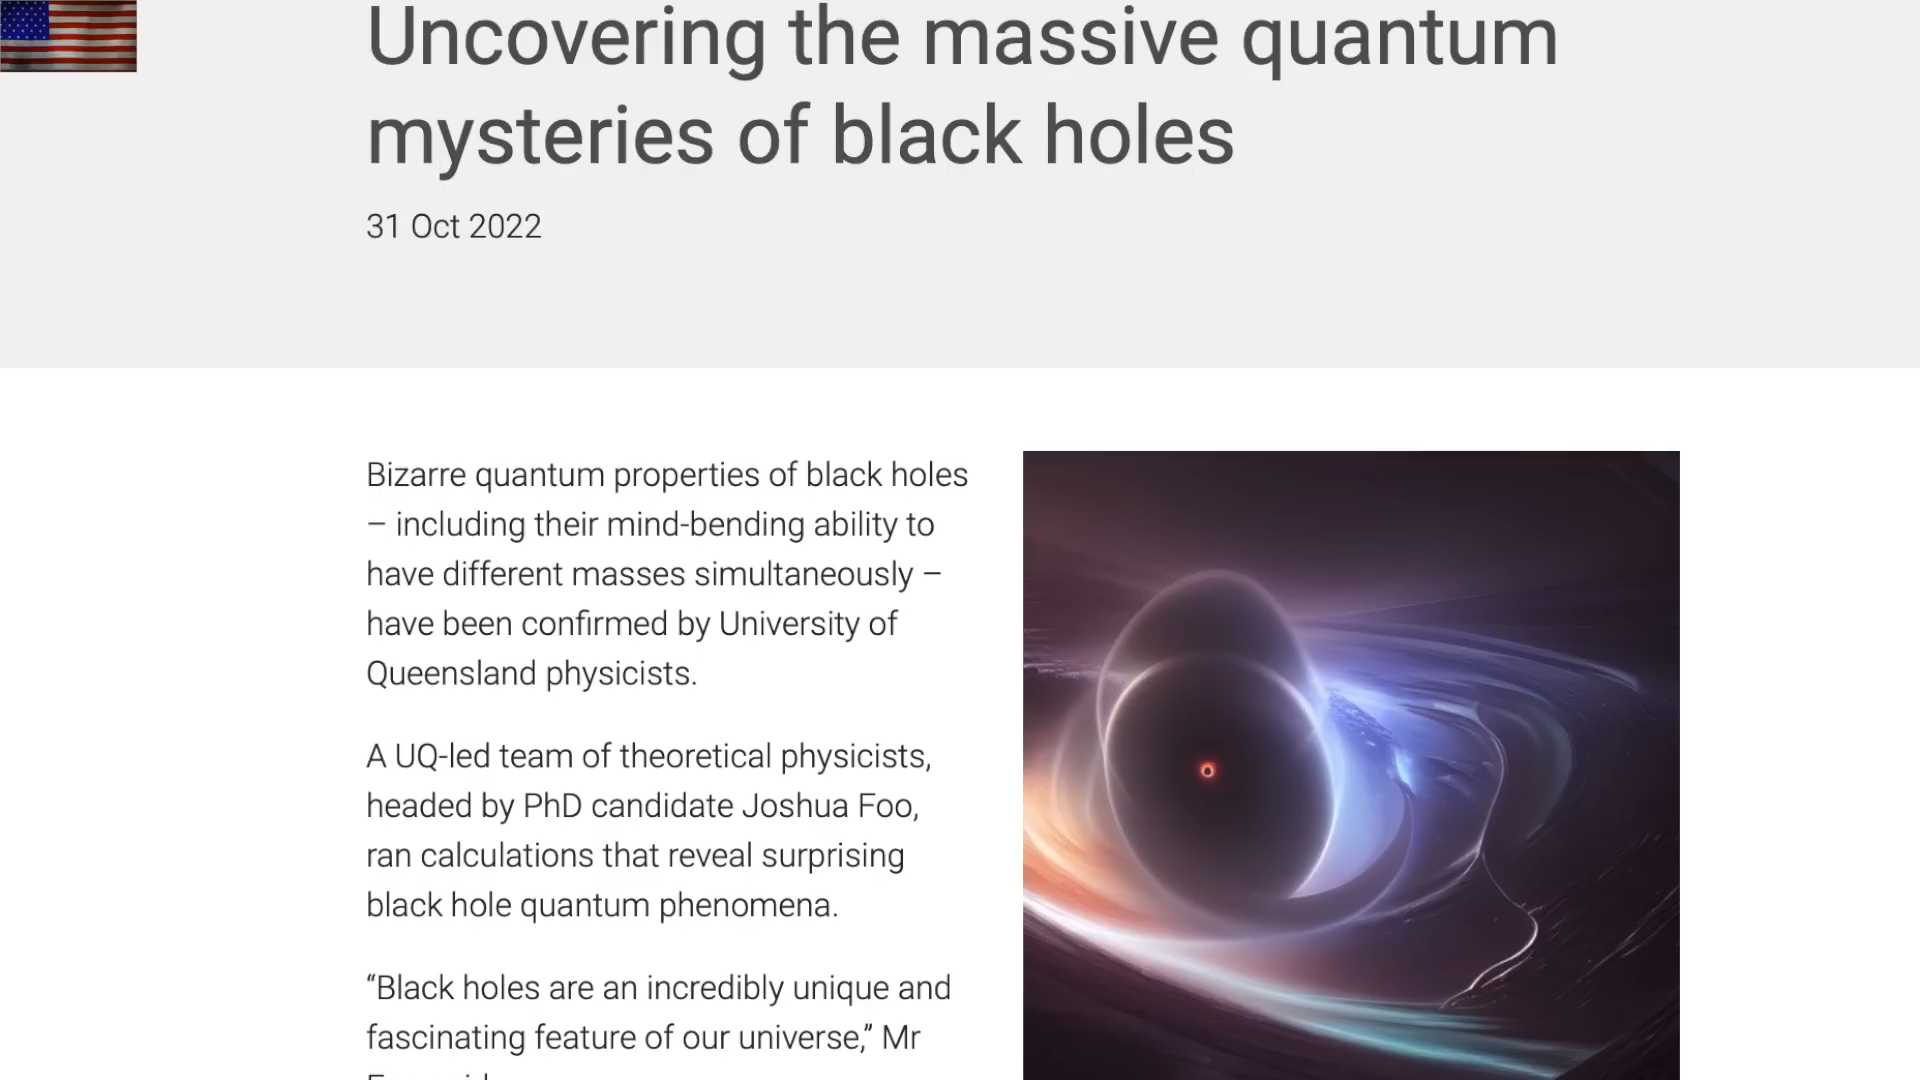 Uncovering the massive quantum
mysteries of black holes
31 Oct 2022
Bizarre quantum properties of black holes
– including their mind-bending ability to
have different masses simultaneously –
have been confirmed by University of
Queensland physicists.
A UQ-led team of theoretical physicists,
headed by PhD candidate Joshua Foo,
ran calculations that reveal surprising
black hole quantum phenomena.
“Black holes are an incredibly unique and
fascinating feature of our universe,” Mr